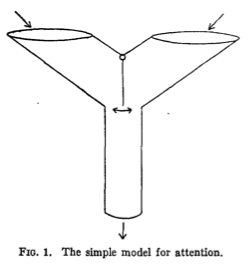 FIG. 1. The simple model for attention.